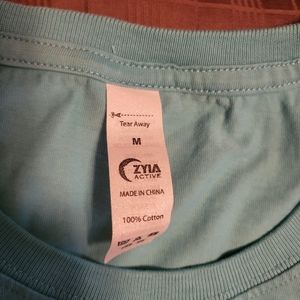 Tear Away
M
ZYIA
ACTIVE
MADE IN CHINA
100% Cotton